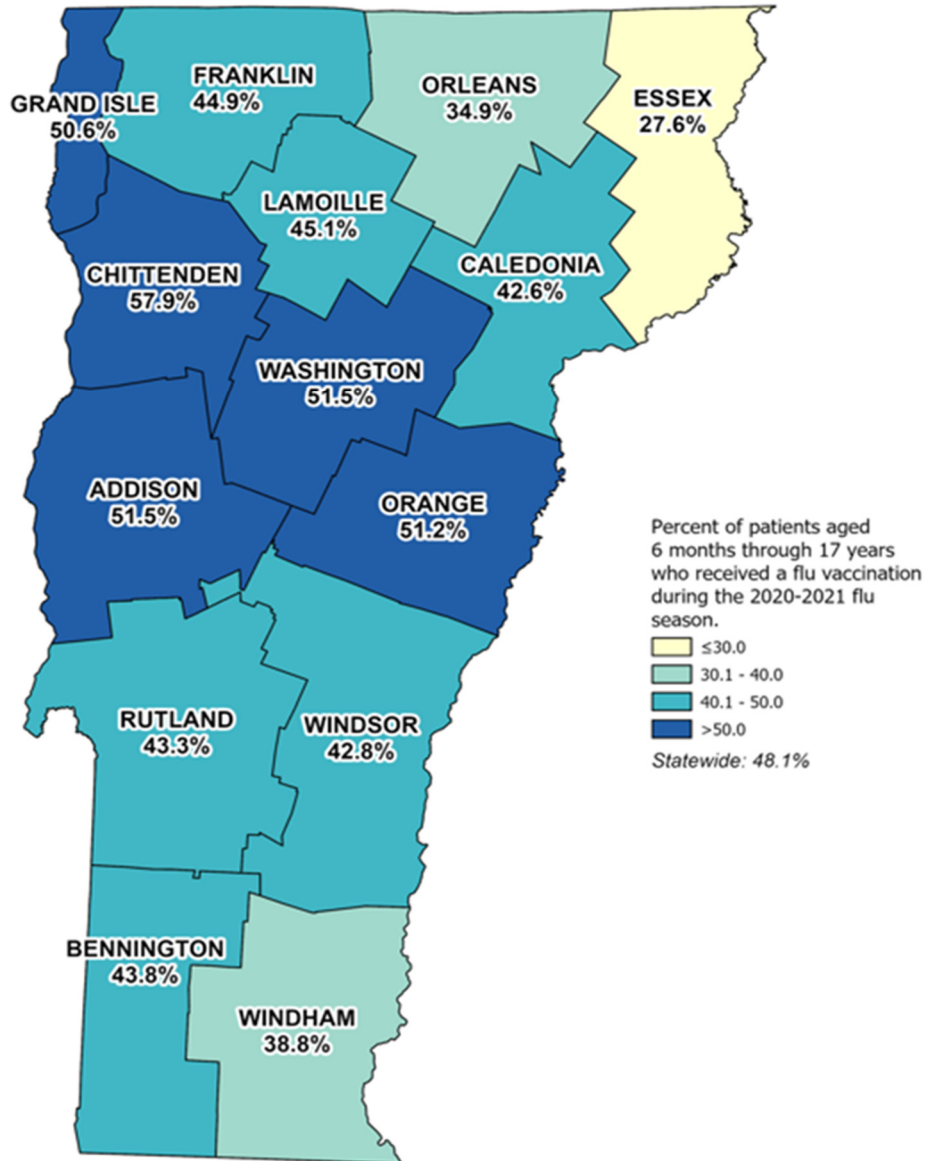 FRANKLIN
44.9%
ORLEANS
34.9%
ESSEX
27.6%
GRAND ISLE
50.6%
LAMOILLE
45.1%
CALEDONIA
42.6%
CHITTENDEN
57.9%
WASHINGTON
51.5%
ADDISON
51.5%
ORANGE
51.2%
Percent of patients aged
6 months through 17 years
who received a flu vaccination
during the 2020-2021 flu
season.
≤30.0
30.1 - 40.0
40.1 - 50.0
>50.0
Statewide: 48.1%
RUTLAND
43.3%
WINDSOR
42.8%
BENNINGTON
43.8%
WINDHAM
38.8%